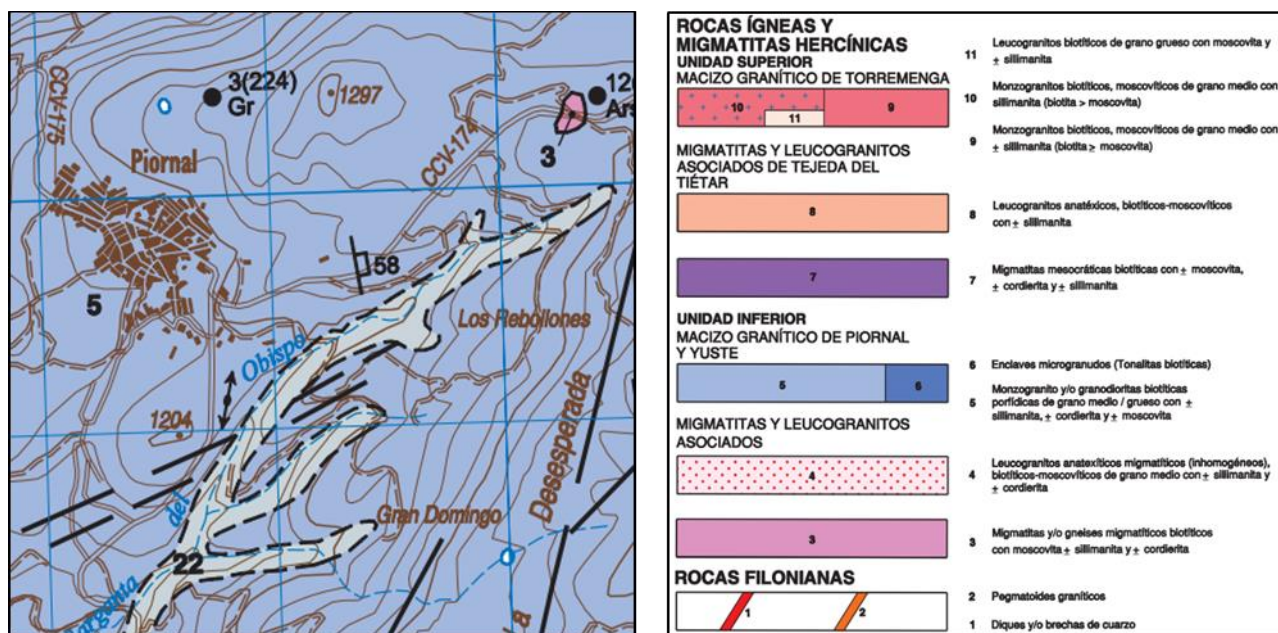 CCV-175
3(224)
Gr
1297
12
Ars
3
CCV-174
Piornal
5
58
Los Rebollones
Obispo
1204
del
Desperada
Gran Domingo
22
Garganta
la
ROCAS ÍGNEAS Y
MIGMATITAS HERCÍNICAS
UNIDAD SUPERIOR
MACIZO GRANÍTICO DE TORREMENGA
10
9
11
MIGMATITAS Y LEUCOGRANITOS
ASOCIADOS DE TEJEDA DEL
TIÉTAR
8
7
UNIDAD INFERIOR
MACIZO GRANÍTICO DE PIORNAL
Y YUSTE
5
6
MIGMATITAS Y LEUCOGRANITOS
ASOCIADOS
4
3
ROCAS FILONIANAS
1
2
11 Leucogranitos biotíticos de grano grueso con moscovita y
± sillimanita
10 Monzogranitos biotíticos, moscovíticos de grano medio con
sillimanita (biotita > moscovita)
9 Monzogranitos biotíticos, moscovíticos de grano medio con
± sillimanita (biotita ≥ moscovita)
8 Leucogranitos anatéxicos, biotíticos-moscovíticos
con ± sillimanita
7 Migmatitas mesocráticas biotíticas con ± moscovita,
± cordierita y ± sillimanita
6 Enclaves microgranudos (Tonalitas biotíticas)
5 Monzogranito y/o granodioritas biotíticas
porfídicas de grano medio / grueso con ±
sillimanita, ± cordierita y ± moscovita
4 Leucogranitos anatexíticos migmatíticos (inhomogéneos),
biotíticos-moscovíticos de grano medio con ± sillimanita y
± cordierita
3 Migmatitas y/o gneises migmatíticos biotíticos
con moscovita ± sillimanita y ± cordierita
2 Pegmatoides graníticos
1 Diques y/o brechas de cuarzo